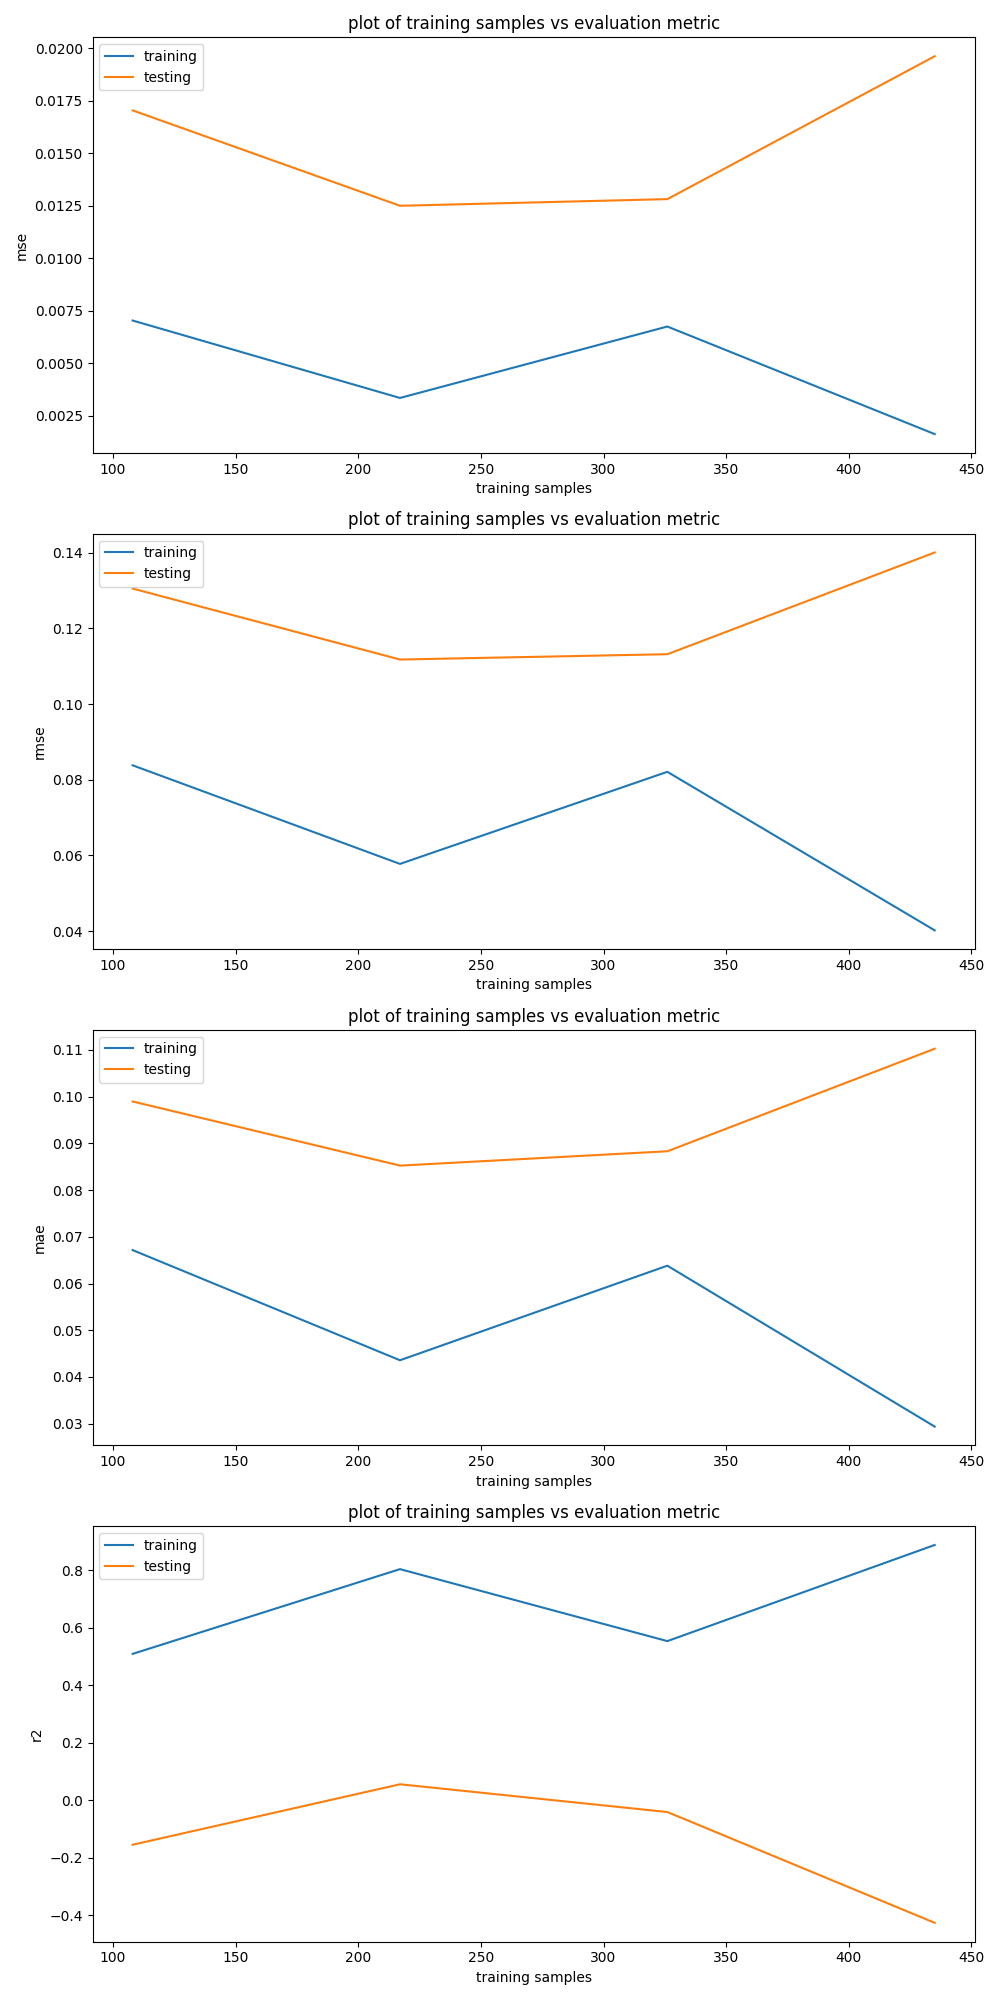 plot of training samples vs evaluation metric
training
testing
0.0200
0.0175
0.0150
0.0125
0.0100
0.0075
0.0050
0.0025
mse
100 150 200 250 300 350 400 450
training samples
plot of training samples vs evaluation metric
training
testing
0.14
0.12
0.10
0.08
0.06
0.04
rmse
100 150 200 250 300 350 400 450
training samples
plot of training samples vs evaluation metric
training
testing
0.11
0.10
0.09
0.08
0.07
0.06
0.05
0.04
0.03
mae
100 150 200 250 300 350 400 450
training samples
plot of training samples vs evaluation metric
training
testing
0.8
0.6
0.4
0.2
0.0
−0.2
−0.4
r2
100 150 200 250 300 350 400 450
training samples